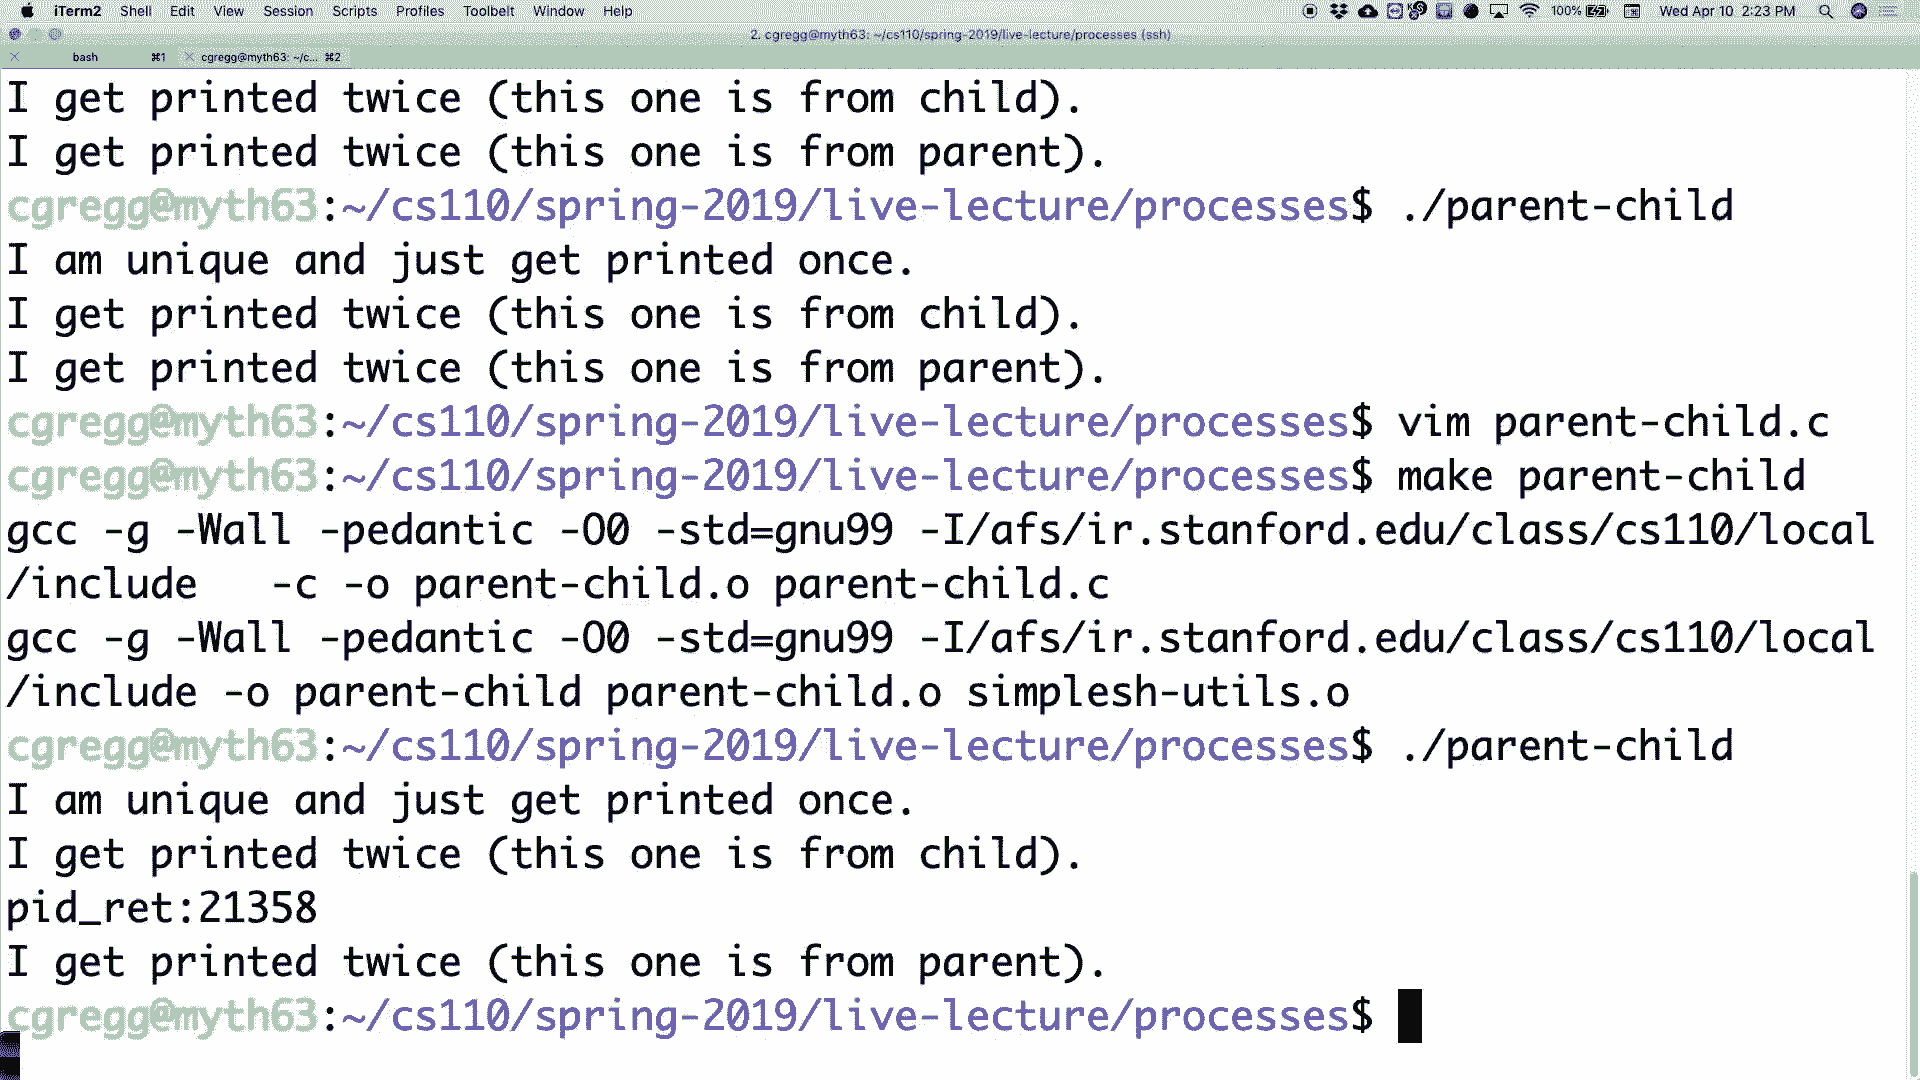 iTerm2 Shell Edit View Session Scripts Profiles Toolbelt Window Help 100% Wed Apr 10 2:23 PM
2. cgregg@myth63: ~/cs110/spring-2019/live-lecture/processes (ssh)
bash ⌘1 cgregg@myth63: ~/c... ⌘2
I get printed twice (this one is from child).
I get printed twice (this one is from parent).
cgregg@myth63:~/cs110/spring-2019/live-lecture/processes$ ./parent-child
I am unique and just get printed once.
I get printed twice (this one is from child).
I get printed twice (this one is from parent).
cgregg@myth63:~/cs110/spring-2019/live-lecture/processes$ vim parent-child.c
cgregg@myth63:~/cs110/spring-2019/live-lecture/processes$ make parent-child
gcc -g -Wall -pedantic -O0 -std=gnu99 -I/afs/ir.stanford.edu/class/cs110/local
/include   -c -o parent-child.o parent-child.c
gcc -g -Wall -pedantic -O0 -std=gnu99 -I/afs/ir.stanford.edu/class/cs110/local
/include -o parent-child parent-child.o simplesh-utils.o
cgregg@myth63:~/cs110/spring-2019/live-lecture/processes$ ./parent-child
I am unique and just get printed once.
I get printed twice (this one is from child).
pid_ret:21358
I get printed twice (this one is from parent).
cgregg@myth63:~/cs110/spring-2019/live-lecture/processes$